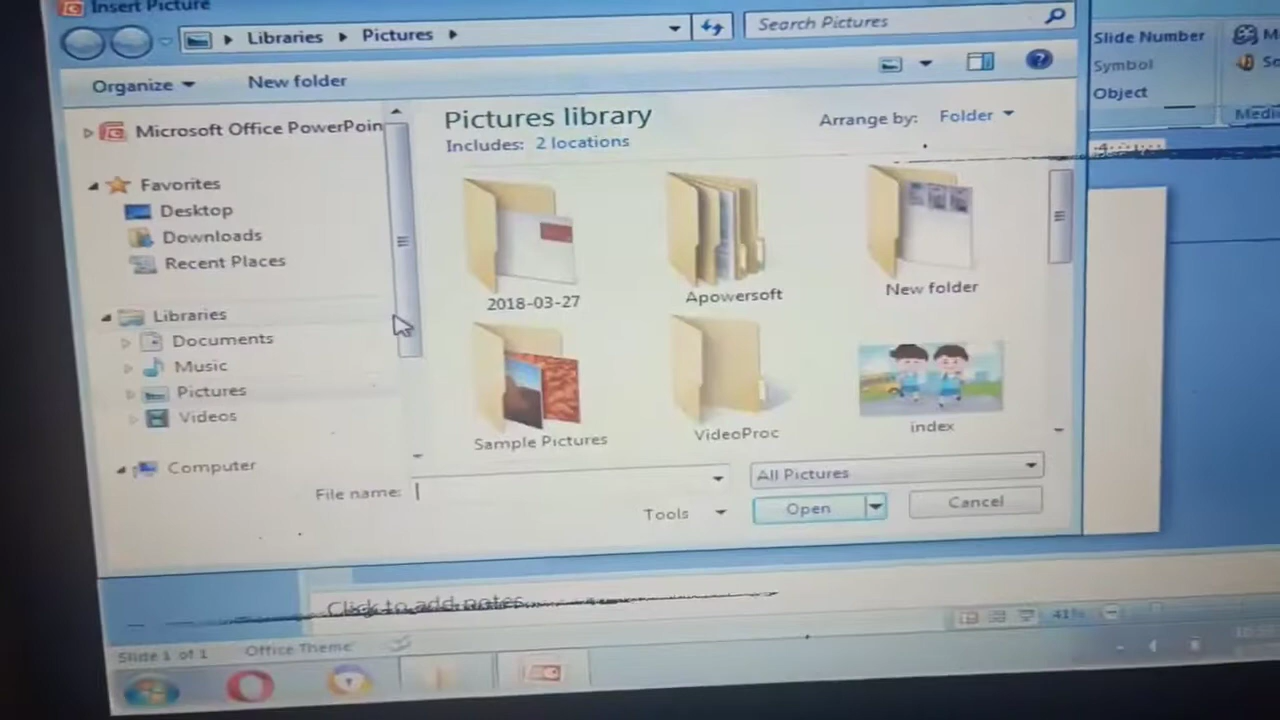 Insert Picture
Libraries Pictures
Search Pictures
Organize New folder
Microsoft Office PowerPoin
Favorites
Desktop
Downloads
Recent Places
Libraries
Documents
Music
Pictures
Videos
Computer
Pictures library
Includes: 2 locations
Arrange by: Folder
2018-03-27
Apowersoft
New folder
Sample Pictures
VideoProc
index
File name:
All Pictures
Tools
Open
Cancel
Slide Number
Symbol
Object
Click to add notes
Slide 1 of 1
Office Theme
41%